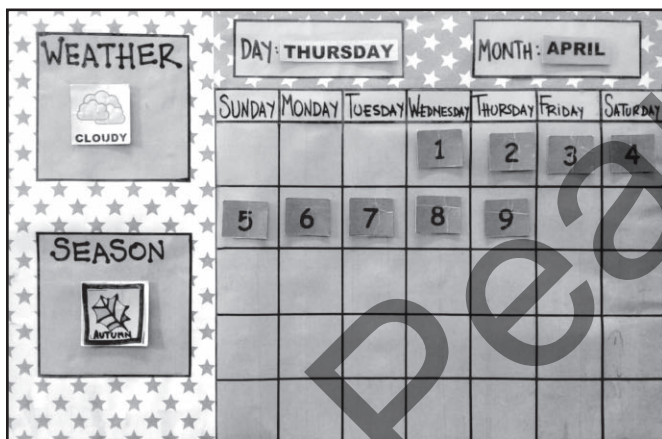 WEATHER
CLOUDY
SEASON
AUTUMN
DAY: THURSDAY
MONTH: APRIL
SUNDAY MONDAY TUESDAY WEDNESDAY THURSDAY FRIDAY SATURDAY
1 2 3 4
5 6 7 8 9
Pea